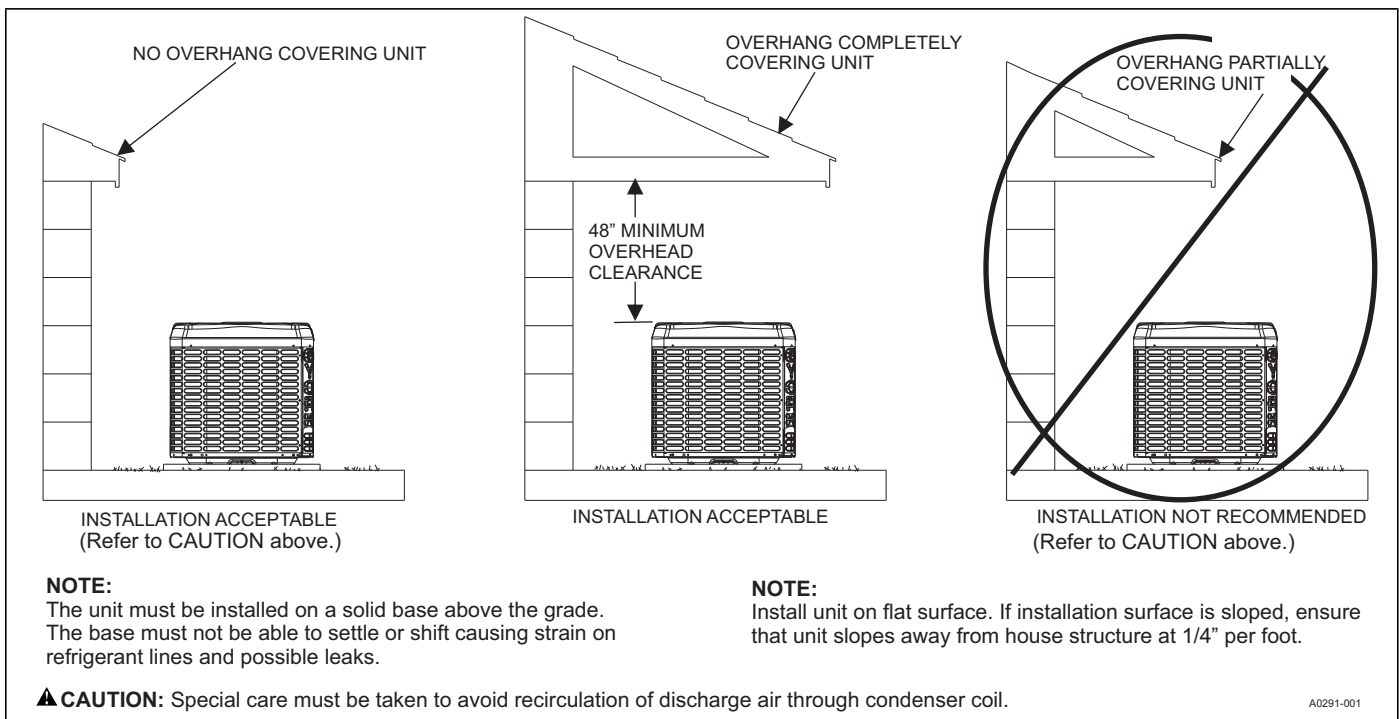 NO OVERHANG COVERING UNIT
OVERHANG COMPLETELY
COVERING UNIT
OVERHANG PARTIALLY
COVERING UNIT
48” MINIMUM
OVERHEAD
CLEARANCE
INSTALLATION ACCEPTABLE
(Refer to CAUTION above.)
INSTALLATION ACCEPTABLE
INSTALLATION NOT RECOMMENDED
(Refer to CAUTION above.)
NOTE:
The unit must be installed on a solid base above the grade.
The base must not be able to settle or shift causing strain on
refrigerant lines and possible leaks.
NOTE:
Install unit on flat surface. If installation surface is sloped, ensure
that unit slopes away from house structure at 1/4” per foot.
CAUTION: Special care must be taken to avoid recirculation of discharge air through condenser coil.
A0291-001